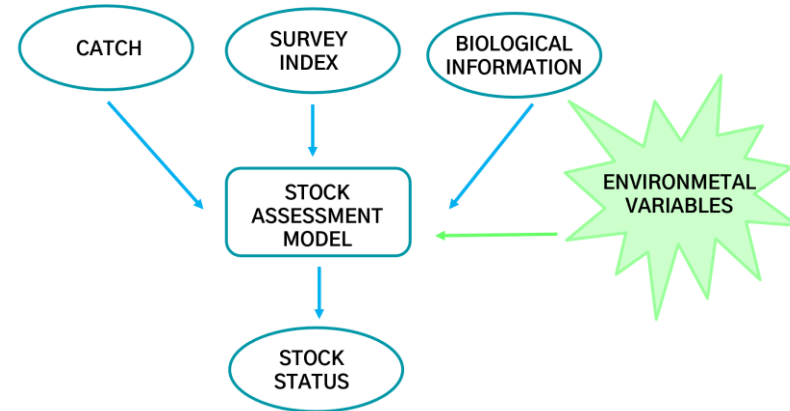 CATCH
SURVEY
INDEX
BIOLOGICAL
INFORMATION
ENVIRONMETAL
VARIABLES
STOCK
ASSESSMENT
MODEL
STOCK
STATUS